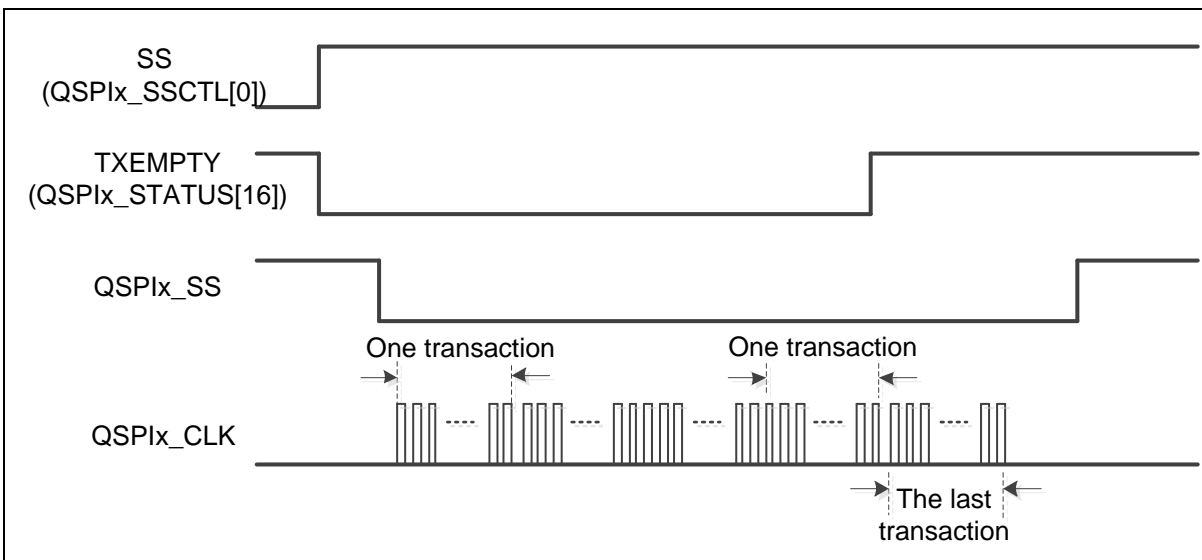 SS
(QSPIx_SSCTL[0])
TXEMPTY
(QSPIx_STATUS[16])
QSPIx_SS
One transaction
One transaction
QSPIx_CLK
The last
transaction